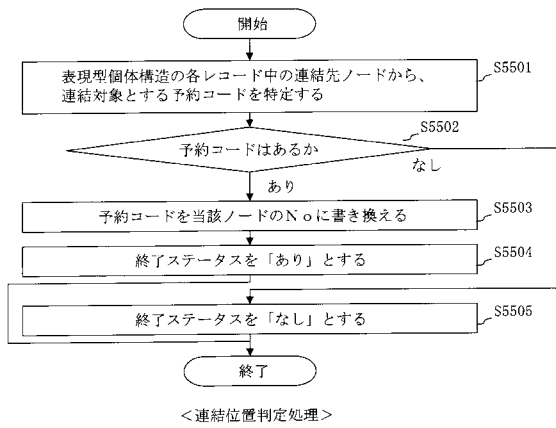 開始
表現型個体構造の各レコード中の連結先ノードから、
連結対象とする予約コードを特定する
S5501
S5502
予約コードはあるか
なし
あり
予約コードを当該ノードのNoに書き換える
S5503
終了ステータスを「あり」とする
S5504
終了ステータスを「なし」とする
S5505
終了
<連結位置判定処理>